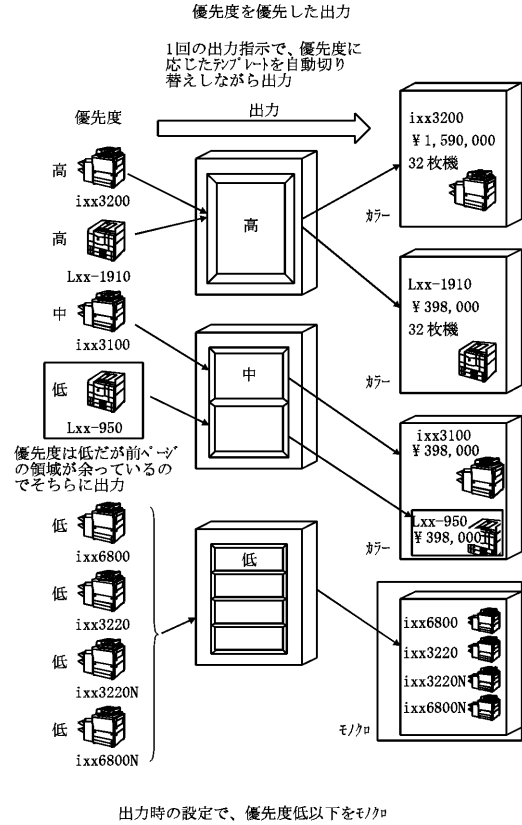 優先度を優先した出力
1回の出力指示で、優先度に
応じたﾃﾝﾌﾟﾚｰﾄを自動切り
替えしながら出力
優先度
出力
高
ixx3200
高
Lxx-1910
中
ixx3100
低
Lxx-950
優先度は低だが前ﾍﾟｰｼﾞ
の領域が余っているの
でそちらに出力
低
ixx6800
低
ixx3220
低
ixx3220N
低
ixx6800N
高
中
低
ixx3200
￥1,590,000
32枚機
ｶﾗｰ
Lxx-1910
￥398,000
32枚機
ｶﾗｰ
ixx3100
￥398,000
Lxx-950
￥398,000
ｶﾗｰ
ixx6800
ixx3220
ixx3220N
ixx6800N
ﾓﾉｸﾛ
出力時の設定で、優先度低以下をﾓﾉｸﾛ